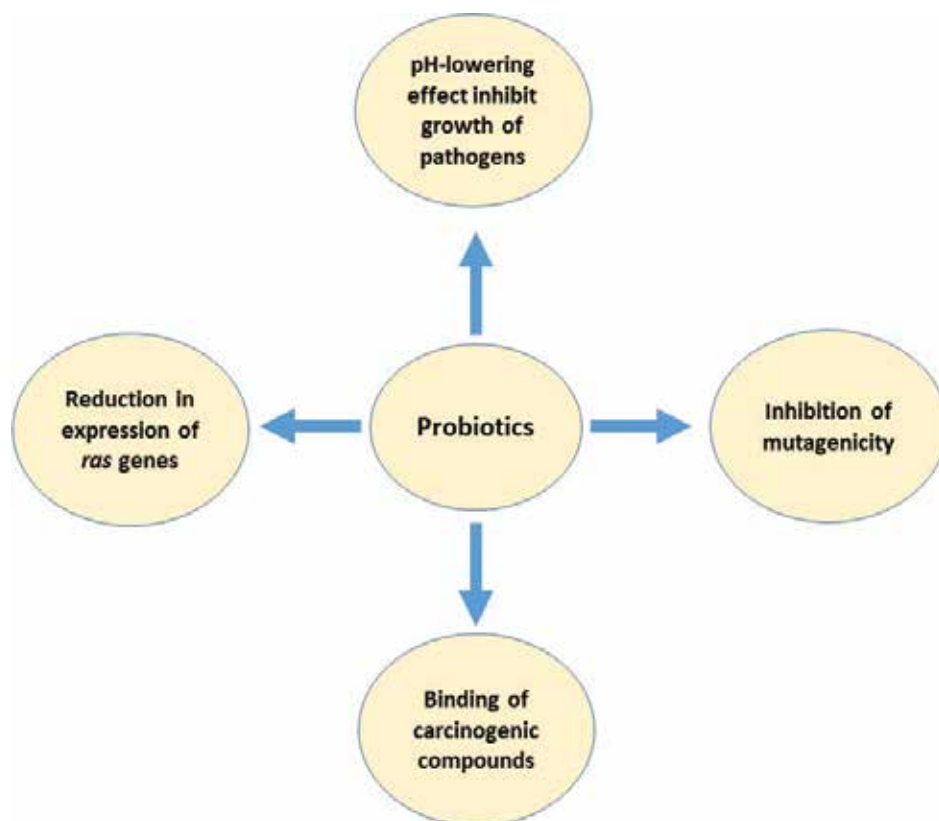 pH-lowering
effect inhibit
growth of
pathogens
Reduction in
expression of
ras genes
Probiotics
Inhibition of
mutagenicity
Binding of
carcinogenic
compounds